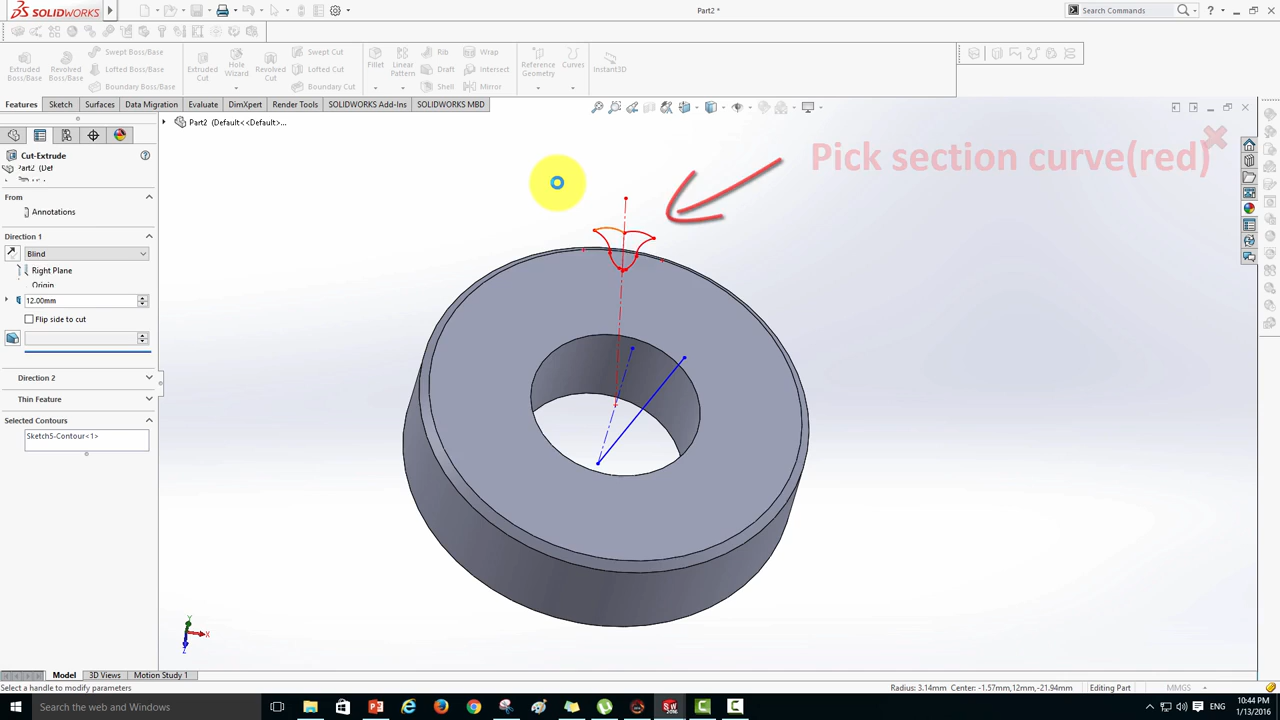 SOLIDWORKS
Part2 *
Search Commands
Extruded Boss/Base
Revolved Boss/Base
Swept Boss/Base
Lofted Boss/Base
Boundary Boss/Base
Extruded Cut
Hole Wizard
Revolved Cut
Swept Cut
Lofted Cut
Boundary Cut
Fillet
Linear Pattern
Rib
Draft
Shell
Wrap
Intersect
Mirror
Reference Geometry
Curves
Instant3D
Features Sketch Surfaces Data Migration Evaluate DimXpert Render Tools SOLIDWORKS Add-Ins SOLIDWORKS MBD
Part2 (Default<<Default>...
Cut-Extrude
Part2 (Def
From
Annotations
Direction 1
Blind
Right Plane
Origin
12.00mm
Flip side to cut
Direction 2
Thin Feature
Selected Contours
Sketch5-Contour<1>
Pick section curve(red)
Y
X
Z
Model 3D Views Motion Study 1
Select a handle to modify parameters
Radius: 3.14mm Center: -1.57mm,12mm,-21.94mm Editing Part MMGS
Search the web and Windows
ENG
10:44 PM
1/13/2016